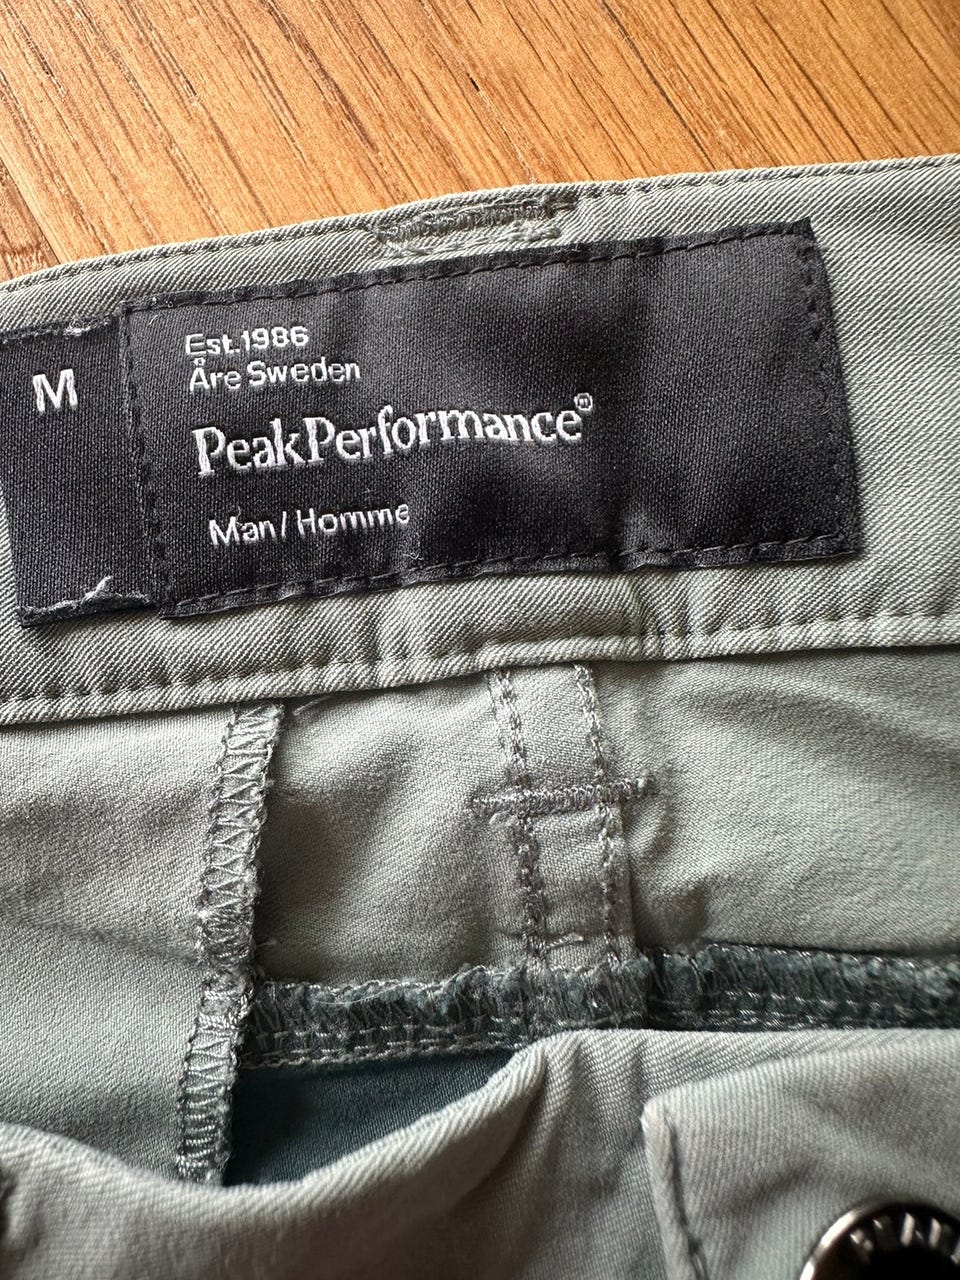 M
Est.1986
Åre Sweden
PeakPerformance®
Man/Homme